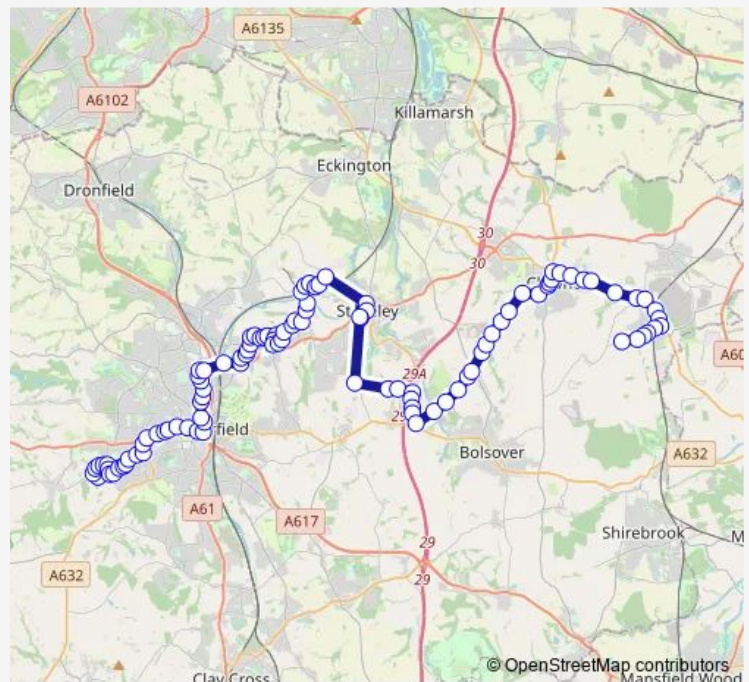 A6135
A6102
Killamarsh
Eckington
Dronfield
30
30
29A
A60
29
Bolsover
A632
A61
A617
Shirebrook
29
29
A632
Clay Cross
© OpenStreetMap contributors
Mansfield Wood